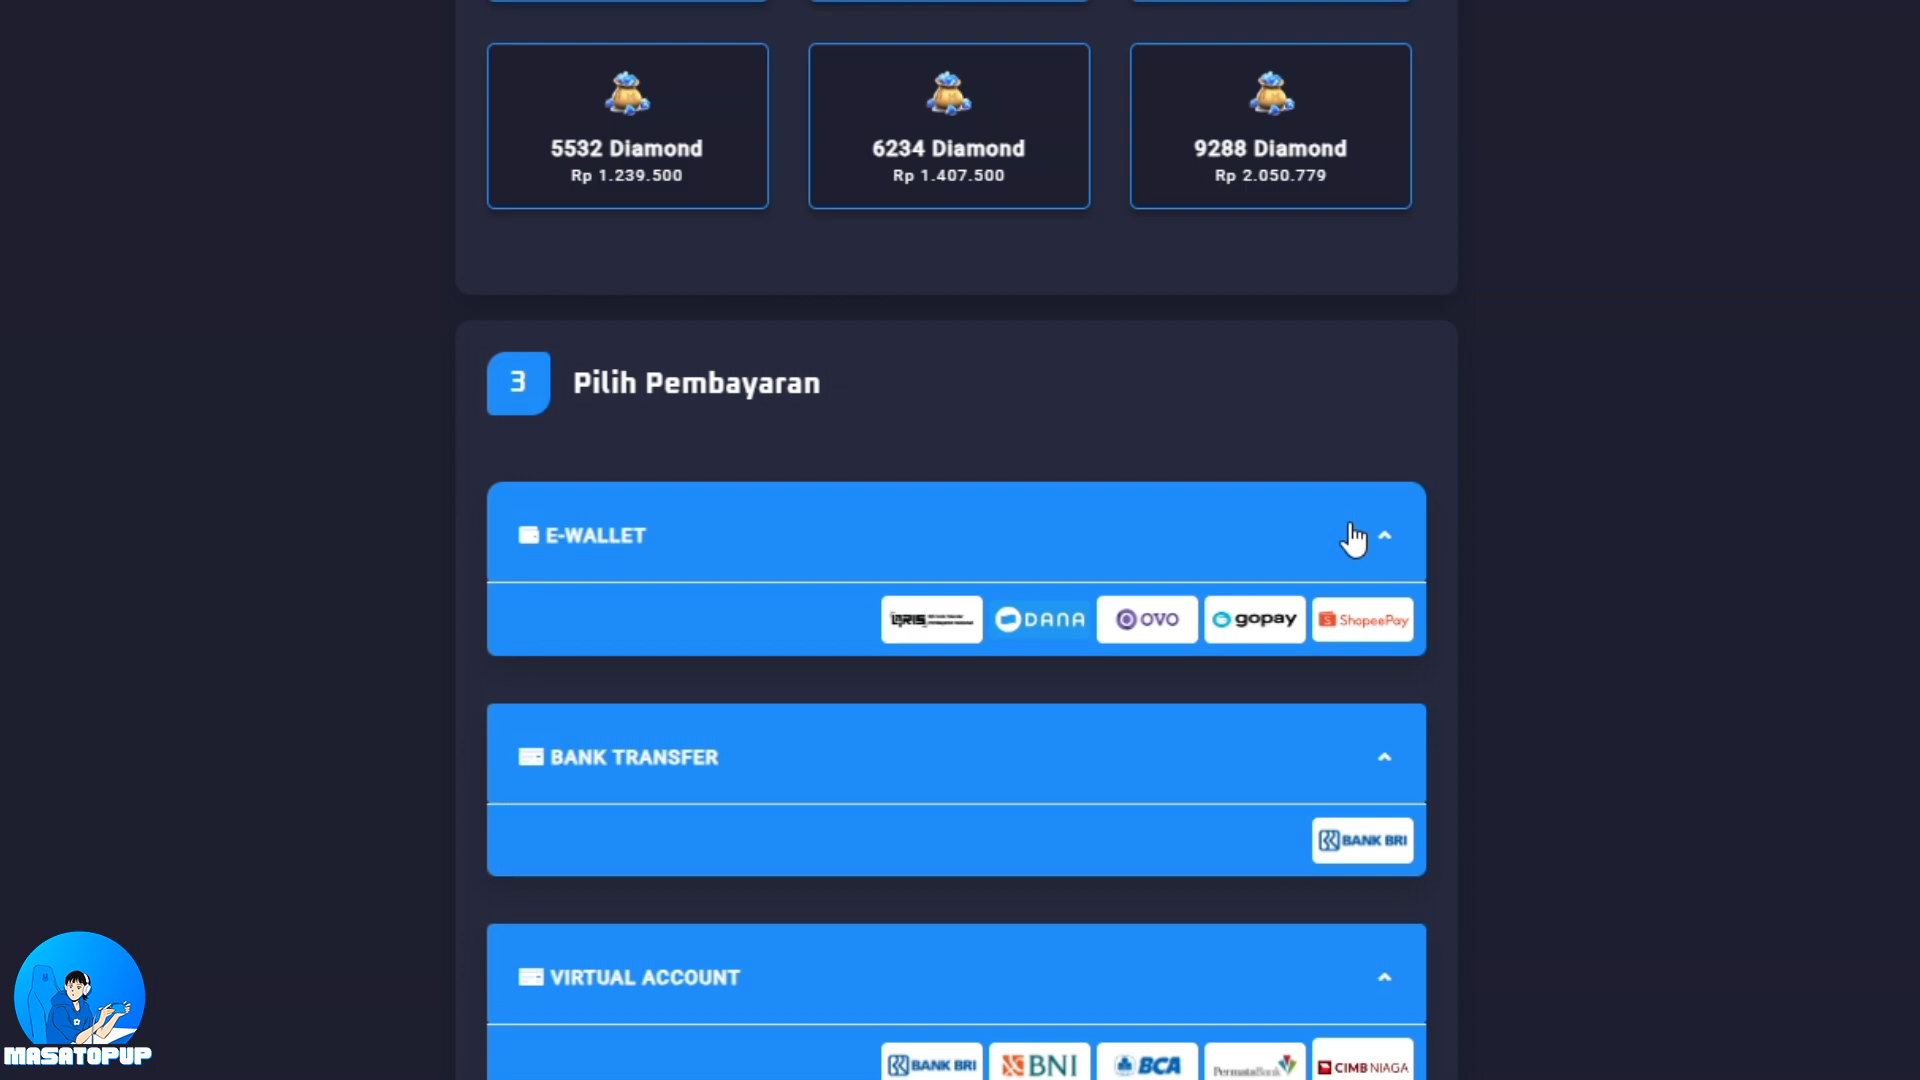 5532 Diamond
Rp 1.239.500
6234 Diamond
Rp 1.407.500
9288 Diamond
Rp 2.050.779
3
Pilih Pembayaran
E-WALLET
QRIS
DANA
OVO
gopay
ShopeePay
BANK TRANSFER
BANK BRI
VIRTUAL ACCOUNT
BANK BRI
BNI
BCA
PermataBank
CIMB NIAGA
MASATOPUP